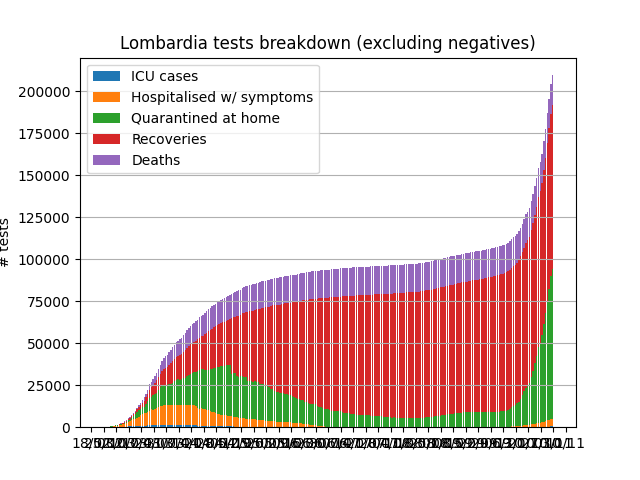 Lombardia tests breakdown (excluding negatives)
ICU cases
Hospitalised w/ symptoms
Quarantined at home
Recoveries
Deaths
200000
175000
150000
125000
100000
75000
50000
25000
0
# tests